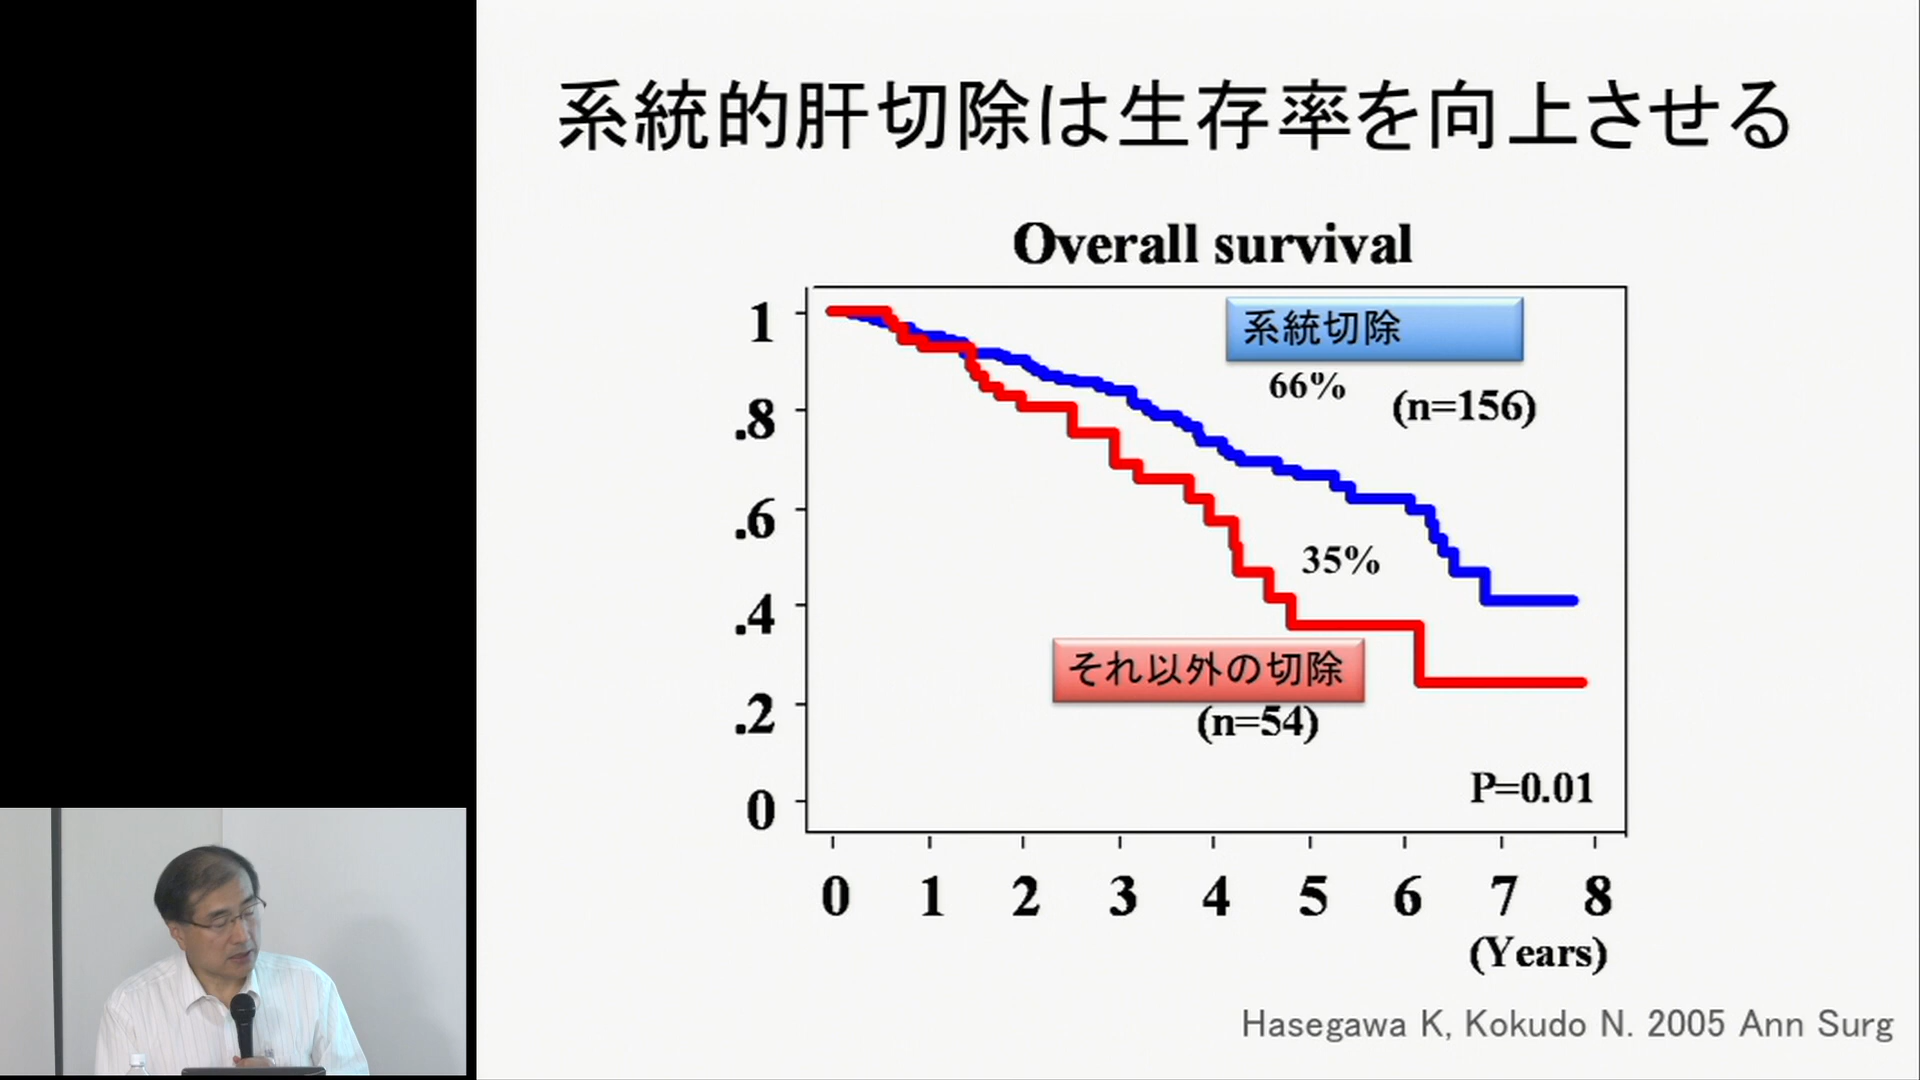 系統的肝切除は生存率を向上させる
Overall survival
系統切除
66%
(n=156)
35%
それ以外の切除
(n=54)
P=0.01
1
.8
.6
.4
.2
0
0 1 2 3 4 5 6 7 8
(Years)
Hasegawa K, Kokudo N. 2005 Ann Surg